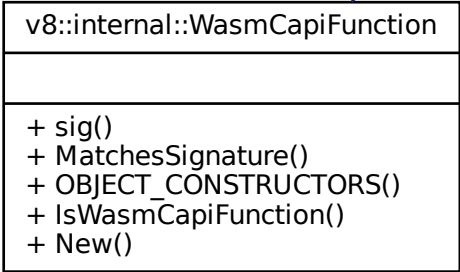 v8::internal::WasmCapiFunction
+ sig()
+ MatchesSignature()
+ OBJECT_CONSTRUCTORS()
+ IsWasmCapiFunction()
+ New()